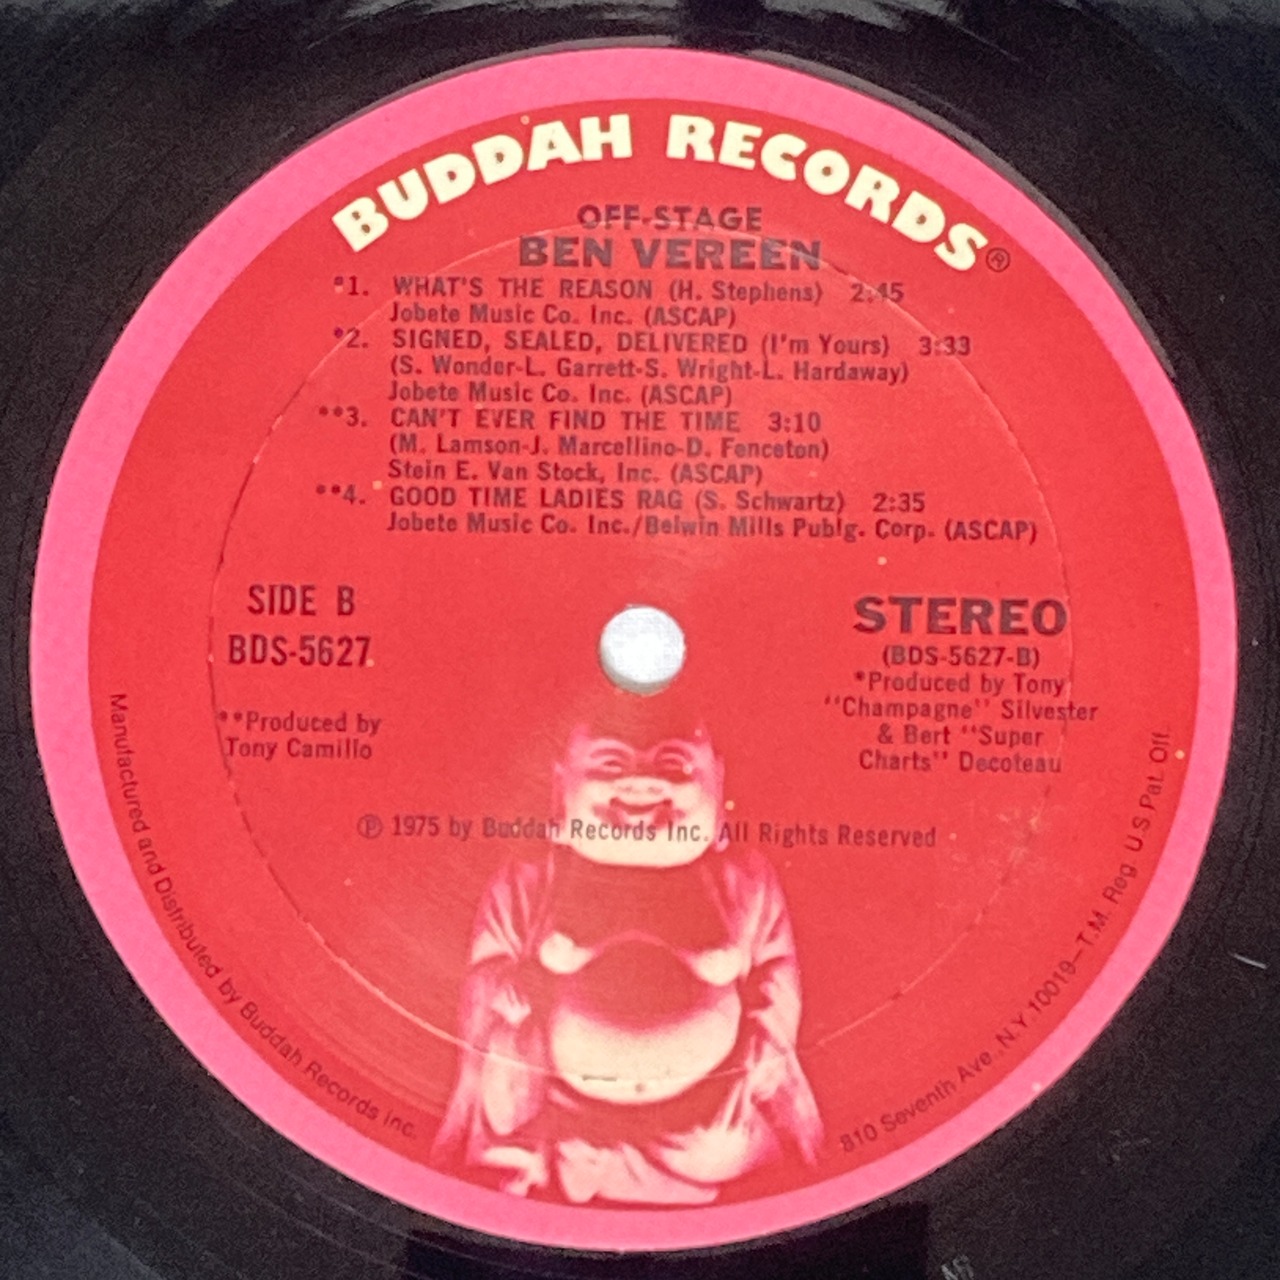 BUDDAH RECORDS®
OFF-STAGE
BEN VEREEN
*1. WHAT'S THE REASON (H. Stephens) 2:45
Jobete Music Co. Inc. (ASCAP)
*2. SIGNED, SEALED, DELIVERED (I'm Yours) 3:33
(S. Wonder-L. Garrett-S. Wright-L. Hardaway)
Jobete Music Co. Inc. (ASCAP)
**3. CAN'T EVER FIND THE TIME 3:10
(M. Lamson-J. Marcellino-D. Fenceton)
Stein E. Van Stock, Inc. (ASCAP)
**4. GOOD TIME LADIES RAG (S. Schwartz) 2:35
Jobete Music Co. Inc./Belwin Mills Publg. Corp. (ASCAP)
SIDE B
BDS-5627
**Produced by
Tony Camillo
STEREO
(BDS-5627-B)
*Produced by Tony
"Champagne" Silvester
& Bert "Super
Charts" Decoteau
℗ 1975 by Buddah Records Inc. All Rights Reserved
Manufactured and Distributed by Buddah Records Inc.
810 Seventh Ave., N.Y. 10019—T.M. Reg. U.S Pat. Off.